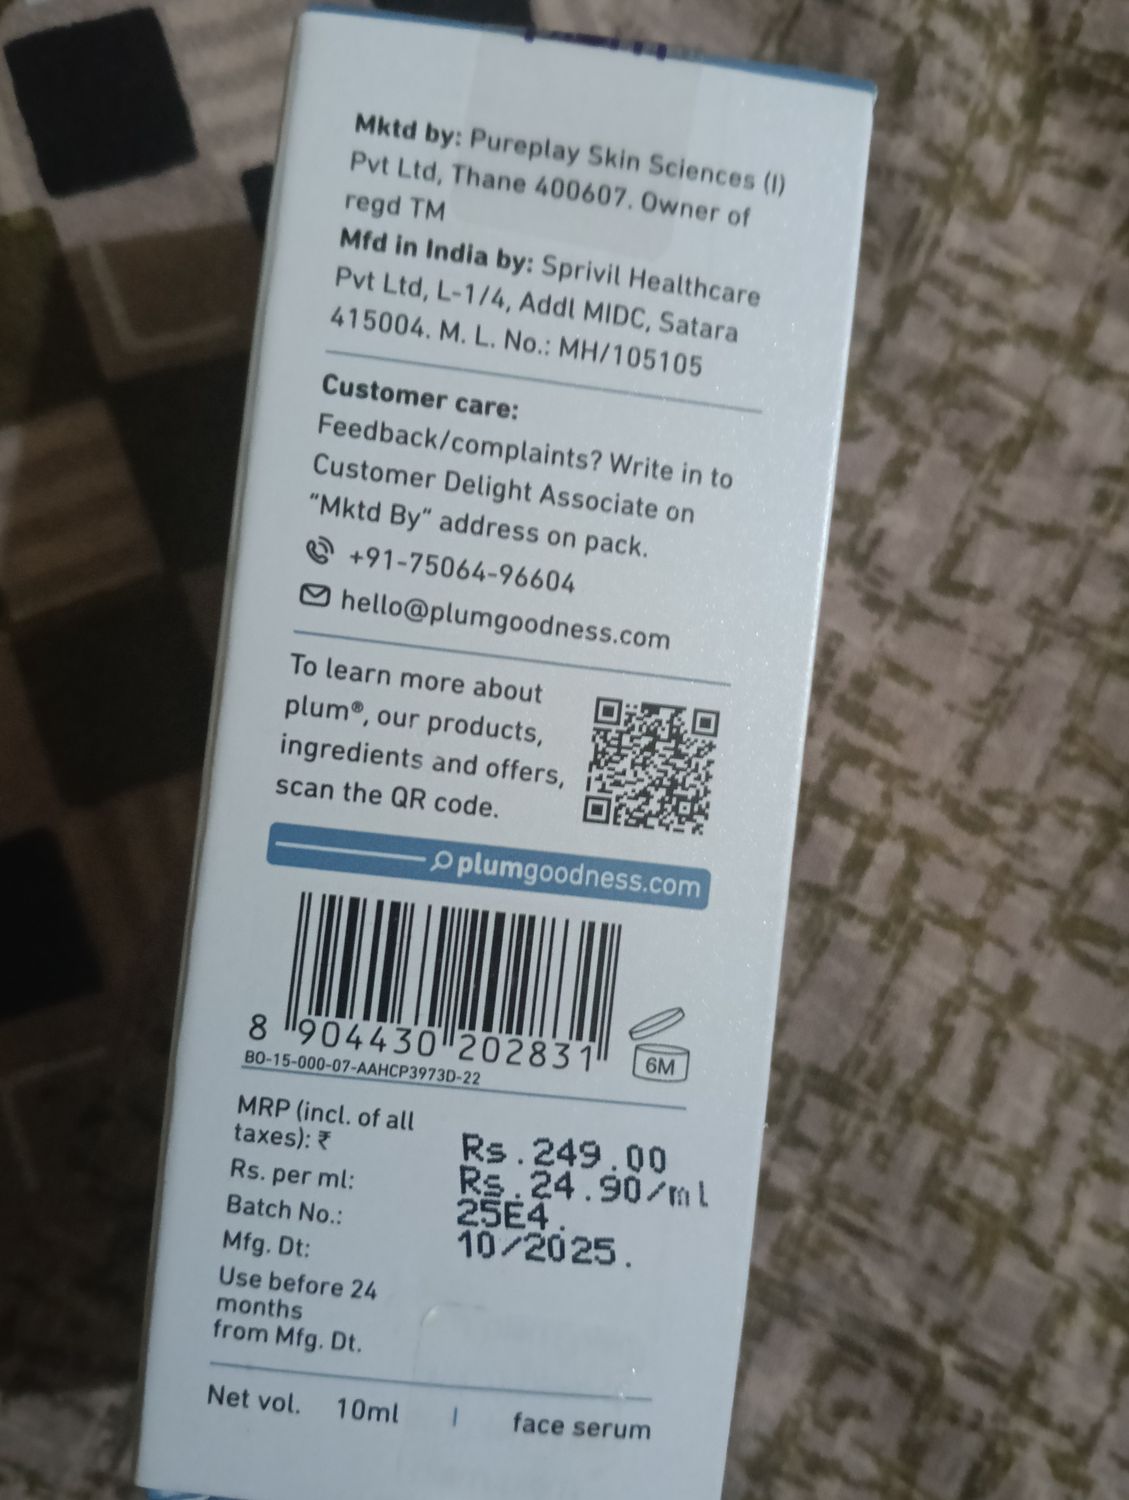 Mktd by: Pureplay Skin Sciences (I)
Pvt Ltd, Thane 400607. Owner of
regd TM
Mfd in India by: Sprivil Healthcare
Pvt Ltd, L-1/4, Addl MIDC, Satara
415004. M. L. No.: MH/105105
Customer care:
Feedback/complaints? Write in to
Customer Delight Associate on
"Mktd By" address on pack.
+91-75064-96604
hello@plumgoodness.com
To learn more about
plum®, our products,
ingredients and offers,
scan the QR code.
plumgoodness.com
8 904430 202831
6M
BO-15-000-07-AAHCP3973D-22
MRP (incl. of all
taxes): ₹ Rs.249.00
Rs. per ml: Rs.24.90/ml
Batch No.: 25E4.
Mfg. Dt: 10/2025.
Use before 24
months
from Mfg. Dt.
Net vol. 10ml | face serum